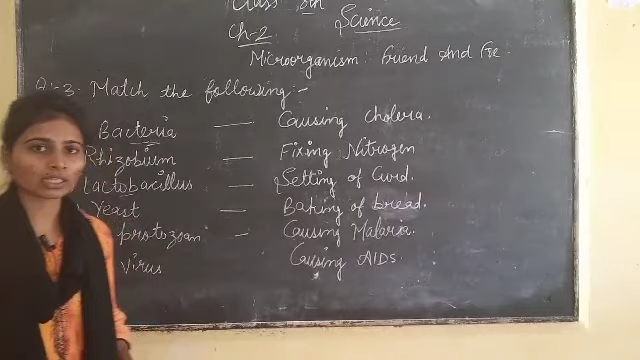 Class 8th
Ch-2 Science
Microorganism: Friend And Foe.
Q:-3. Match the following:-
Bacteria — Causing cholera.
Rhizobium — Fixing Nitrogen
Lactobacillus — Setting of Curd.
Yeast — Baking of bread.
protozoan - Causing Malaria.
Virus Causing AIDs.